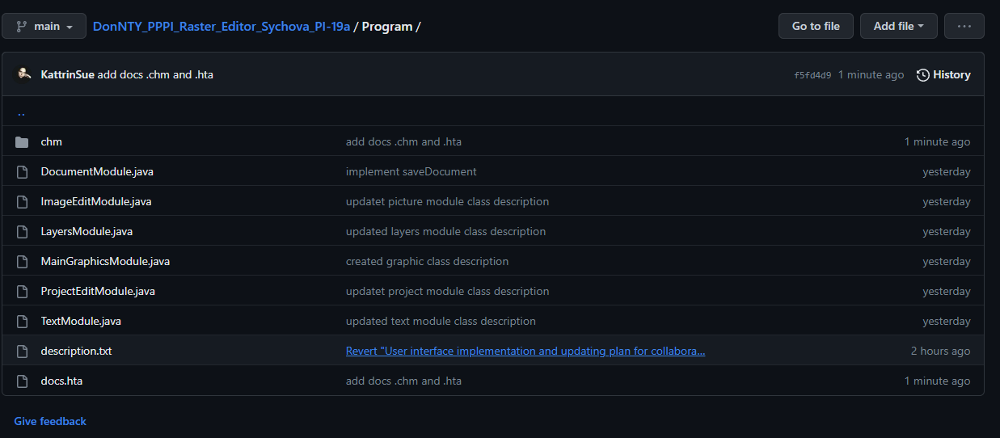 main DonNTY_PPPI_Raster_Editor_Sychova_PI-19a / Program / Go to file Add file ...
KattrinSue add docs .chm and .hta f5fd4d9 1 minute ago History
..
chm add docs .chm and .hta 1 minute ago
DocumentModule.java implement saveDocument yesterday
ImageEditModule.java updatet picture module class description yesterday
LayersModule.java updated layers module class description yesterday
MainGraphicsModule.java created graphic class description yesterday
ProjectEditModule.java updatet project module class description yesterday
TextModule.java updated text module class description yesterday
description.txt Revert "User interface implementation and updating plan for collabora... 2 hours ago
docs.hta add docs .chm and .hta 1 minute ago
Give feedback